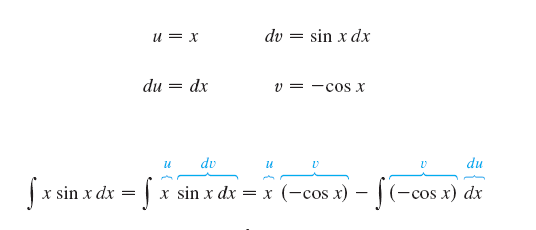 u = x dv = sin x dx
du = dx v = −cos x
u dv u v v du
∫ x sin x dx = ∫ x sin x dx = x (−cos x) − ∫ (−cos x) dx